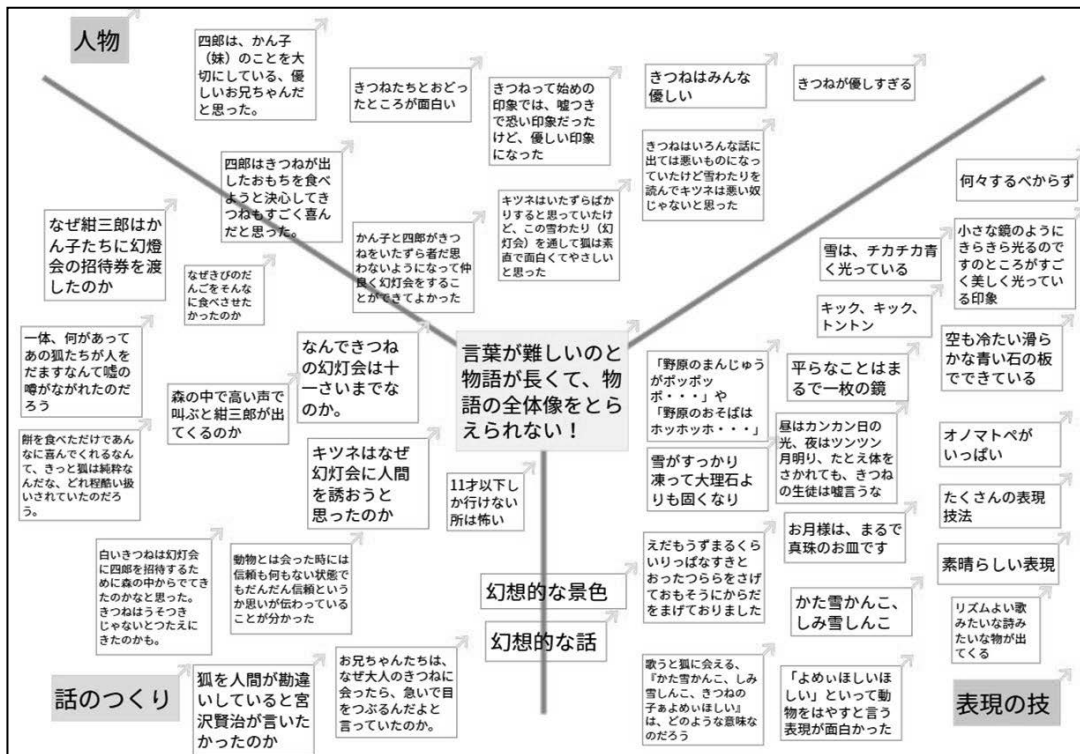 人物
四郎は、かん子
（妹）のことを大
切にしている、優
しいお兄ちゃんだ
と思った。
きつねたちとおどっ
たところが面白い
きつねって始めの
印象では、嘘つき
で恐い印象だった
けど、優しい印象
になった
きつねはみんな
優しい
きつねが優しすぎる
四郎はきつねが出
したおもちを食べ
ようと決心してき
つねもすごく喜ん
だと思った。
かん子と四郎がきつ
ねをいたずら者だ思
わないようになって仲
良く幻灯会をするこ
とができてよかった
キツネはいたずらばか
りすると思っていたけ
ど、この雪わたり（幻
灯会）を通して狐は素
直で面白くてやさしい
と思った
きつねはいろんな話に
出ては悪いものになっ
ていたけど雪わたりを
読んでキツネは悪い奴
じゃないと思った
なぜ紺三郎はか
ん子たちに幻燈
会の招待券を渡
したのか
なぜきびのだ
んごをそんな
に食べさせた
かったのか
一体、何があって
あの狐たちが人を
だますなんて嘘の
噂がながれたのだ
ろう
森の中で高い声で
叫ぶと紺三郎が出
てくるのか
なんできつね
の幻灯会は十
一さいまでな
のか。
餅を食べただけであん
なに喜んでくれるなん
て、きっと狐は純粋な
んだな、どれ程酷い扱
いされていたのだろ
う。
キツネはなぜ
幻灯会に人間
を誘おうと
思ったのか
11才以下し
か行けない
所は怖い
白いきつねは幻灯会
に四郎を招待するた
めに森の中からでてき
たのかなと思った。
きつねはうそつき
じゃないとつたえに
きたのかも。
動物とは会った時には
信頼も何もない状態で
もだんだん信頼という
か思いが伝わっている
ことが分かった
話のつくり
狐を人間が勘違
いしていると宮
沢賢治が言いた
かったのか
お兄ちゃんたちは、
なぜ大人のきつねに
会ったら、急いで目
をつぶるんだよと
言っていたのか。
言葉が難しいのと
物語が長くて、物
語の全体像をとら
えられない！
幻想的な景色
幻想的な話
何々するべからず
雪は、チカチカ青
く光っている
小さな鏡のように
きらきら光るので
すのところがすご
く美しく光ってい
る印象
キック、キック、
トントン
空も冷たい滑ら
かな青い石の板
でできている
「野原のまんじゅう
がポッポッ
ポ・・・」や
「野原のおそばは
ホッホッホ・・・」
平らなことはま
るで一枚の鏡
昼はカンカン日の
光、夜はツンツン
月明り、たとえ体を
さかれても、きつね
の生徒は嘘言うな
オノマトペが
いっぱい
雪がすっかり
凍って大理石よ
りも固くなり
たくさんの表現
技法
お月様は、まるで
真珠のお皿です
えだもうずまるくら
いりっぱなすきと
おったつららをさげ
ておもそうにからだ
をまげておりました
素晴らしい表現
かた雪かんこ、
しみ雪しんこ
リズムよい歌
みたいな詩み
たいな物が出
てくる
歌うと狐に会える、
『かた雪かんこ、しみ
雪しんこ、きつねの
子ぁよめぃほしい』
は、どのような意味な
のだろう
「よめぃほしいほ
しい」といって動
物をはやすと言う
表現が面白かった
表現の技